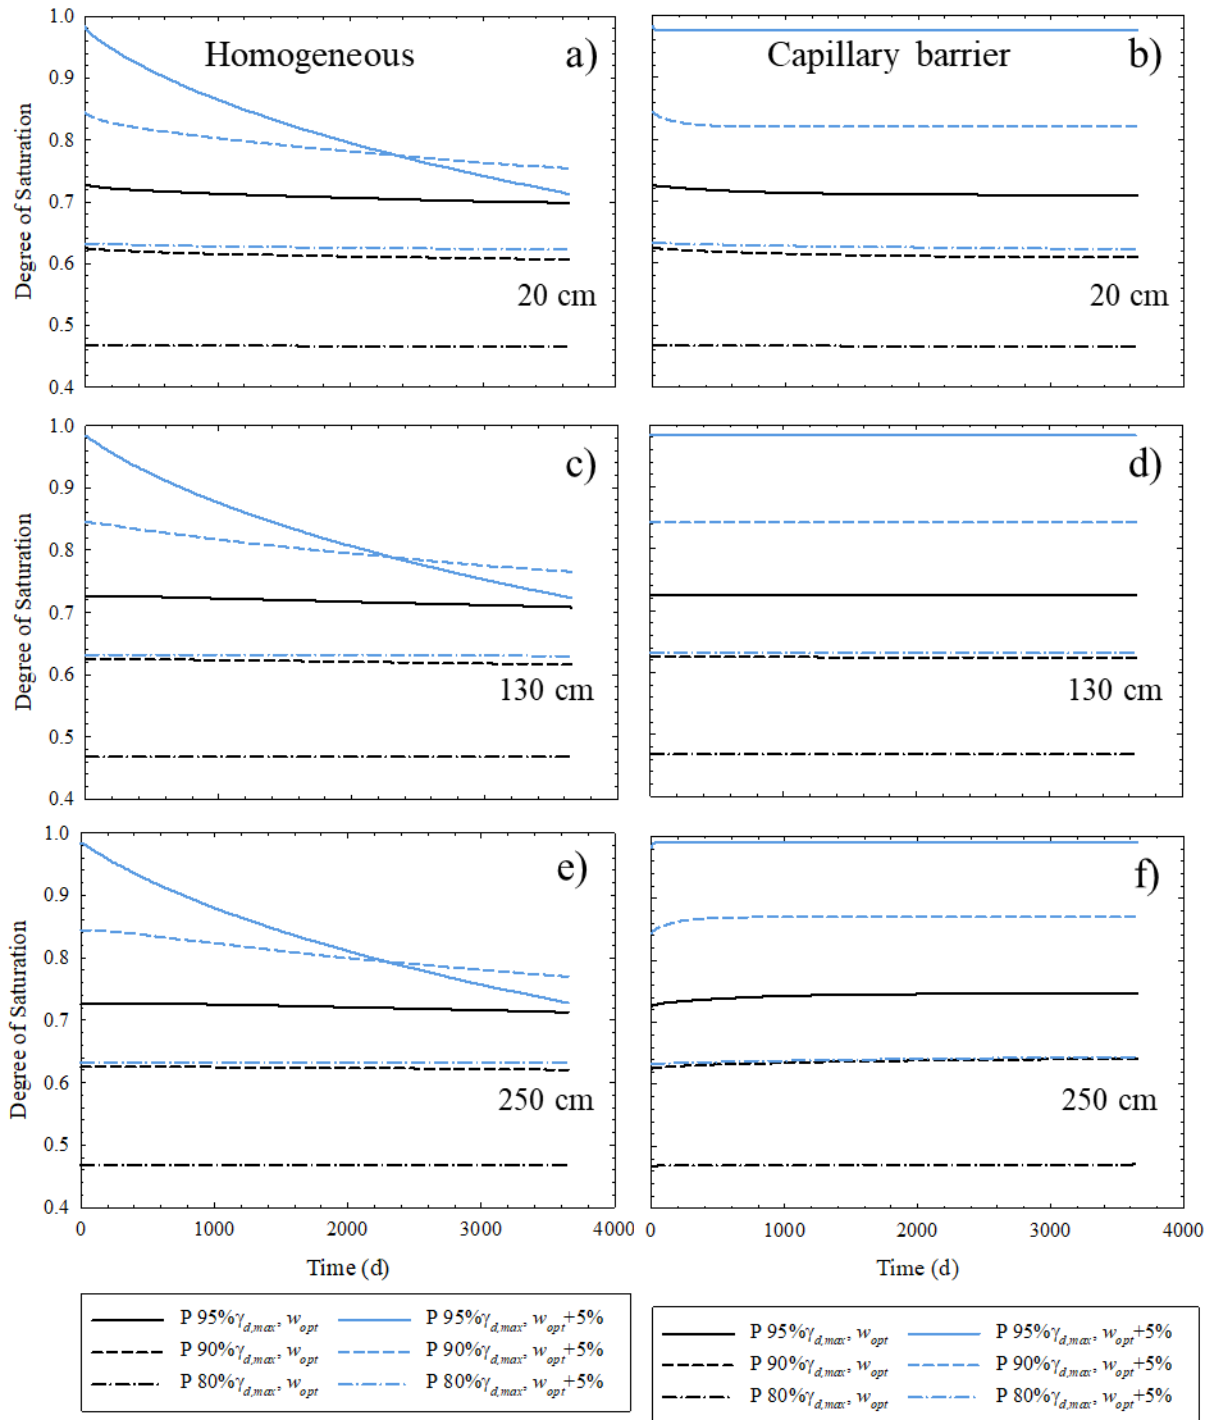 Homogeneous a)
Capillary barrier b)
1.0
0.9
0.8
0.7
0.6
0.5
0.4
Degree of Saturation
20 cm
20 cm
c)
d)
1.0
0.9
0.8
0.7
0.6
0.5
0.4
Degree of Saturation
130 cm
130 cm
e)
f)
1.0
0.9
0.8
0.7
0.6
0.5
0.4
Degree of Saturation
250 cm
250 cm
0 1000 2000 3000 4000
0 1000 2000 3000 4000
Time (d)
Time (d)
P 95%γd,max, wopt P 95%γd,max, wopt+5%
P 90%γd,max, wopt P 90%γd,max, wopt+5%
P 80%γd,max, wopt P 80%γd,max, wopt+5%
P 95%γd,max, wopt P 95%γd,max, wopt+5%
P 90%γd,max, wopt P 90%γd,max, wopt+5%
P 80%γd,max, wopt P 80%γd,max, wopt+5%